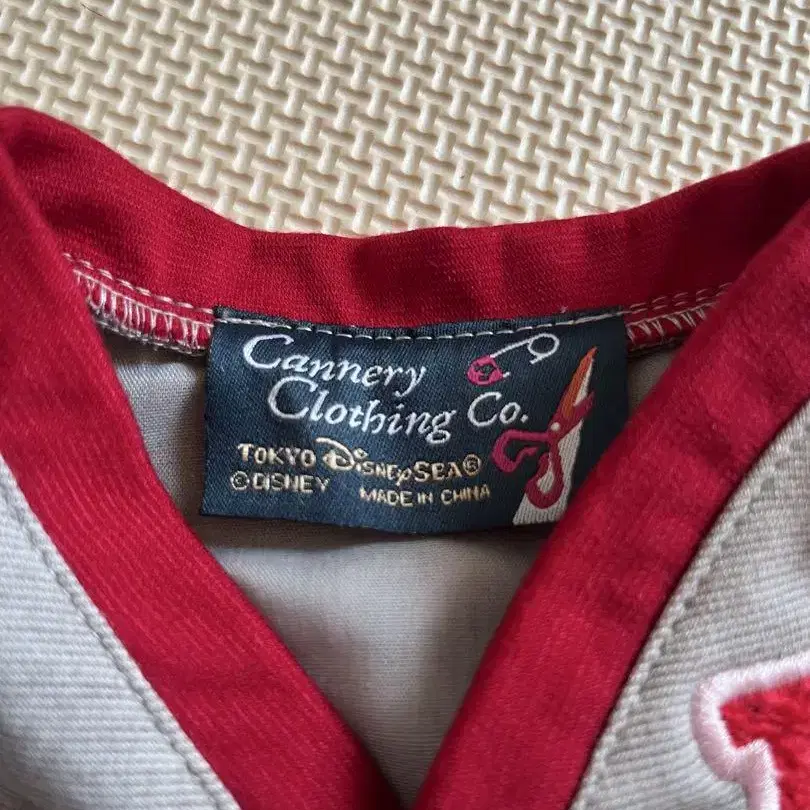 Cannery
Clothing Co.
TOKYO DISNEYSEA®
©DISNEY MADE IN CHINA